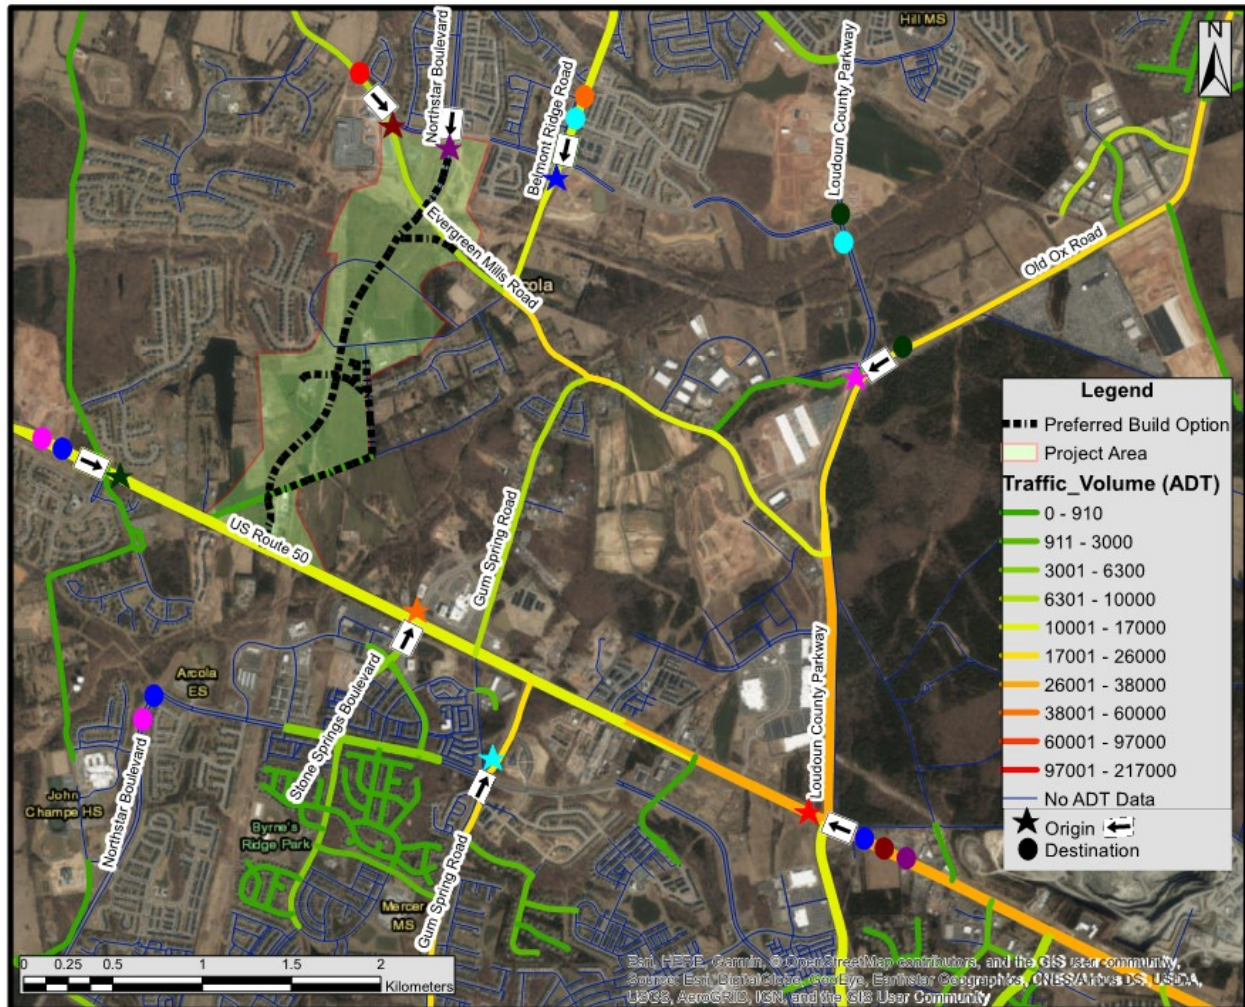 Hill MS
N
Northstar Boulevard
Belmont Ridge Road
Loudoun County Parkway
Old Ox Road
Evergreen Mills Road
Legend
Preferred Build Option
Project Area
Traffic_Volume (ADT)
0 - 910
911 - 3000
3001 - 6300
6301 - 10000
10001 - 17000
17001 - 26000
26001 - 38000
38001 - 60000
60001 - 97000
97001 - 217000
No ADT Data
Origin
Destination
US Route 50
Gum Spring Road
Arcola
ES
Stone Springs Boulevard
Loudoun County Parkway
John
Champe HS
Northstar Boulevard
Byrne's
Ridge Park
Mercer
MS
Gum Spring Road
0 0.25 0.5 1 1.5 2
Kilometers
Esri, HERE, Garmin, © OpenStreetMap contributors, and the GIS user community,
Source: Esri, DigitalGlobe, GeoEye, Earthstar Geographics, CNES/Airbus DS, USDA,
USGS, AeroGRID, IGN, and the GIS User Community